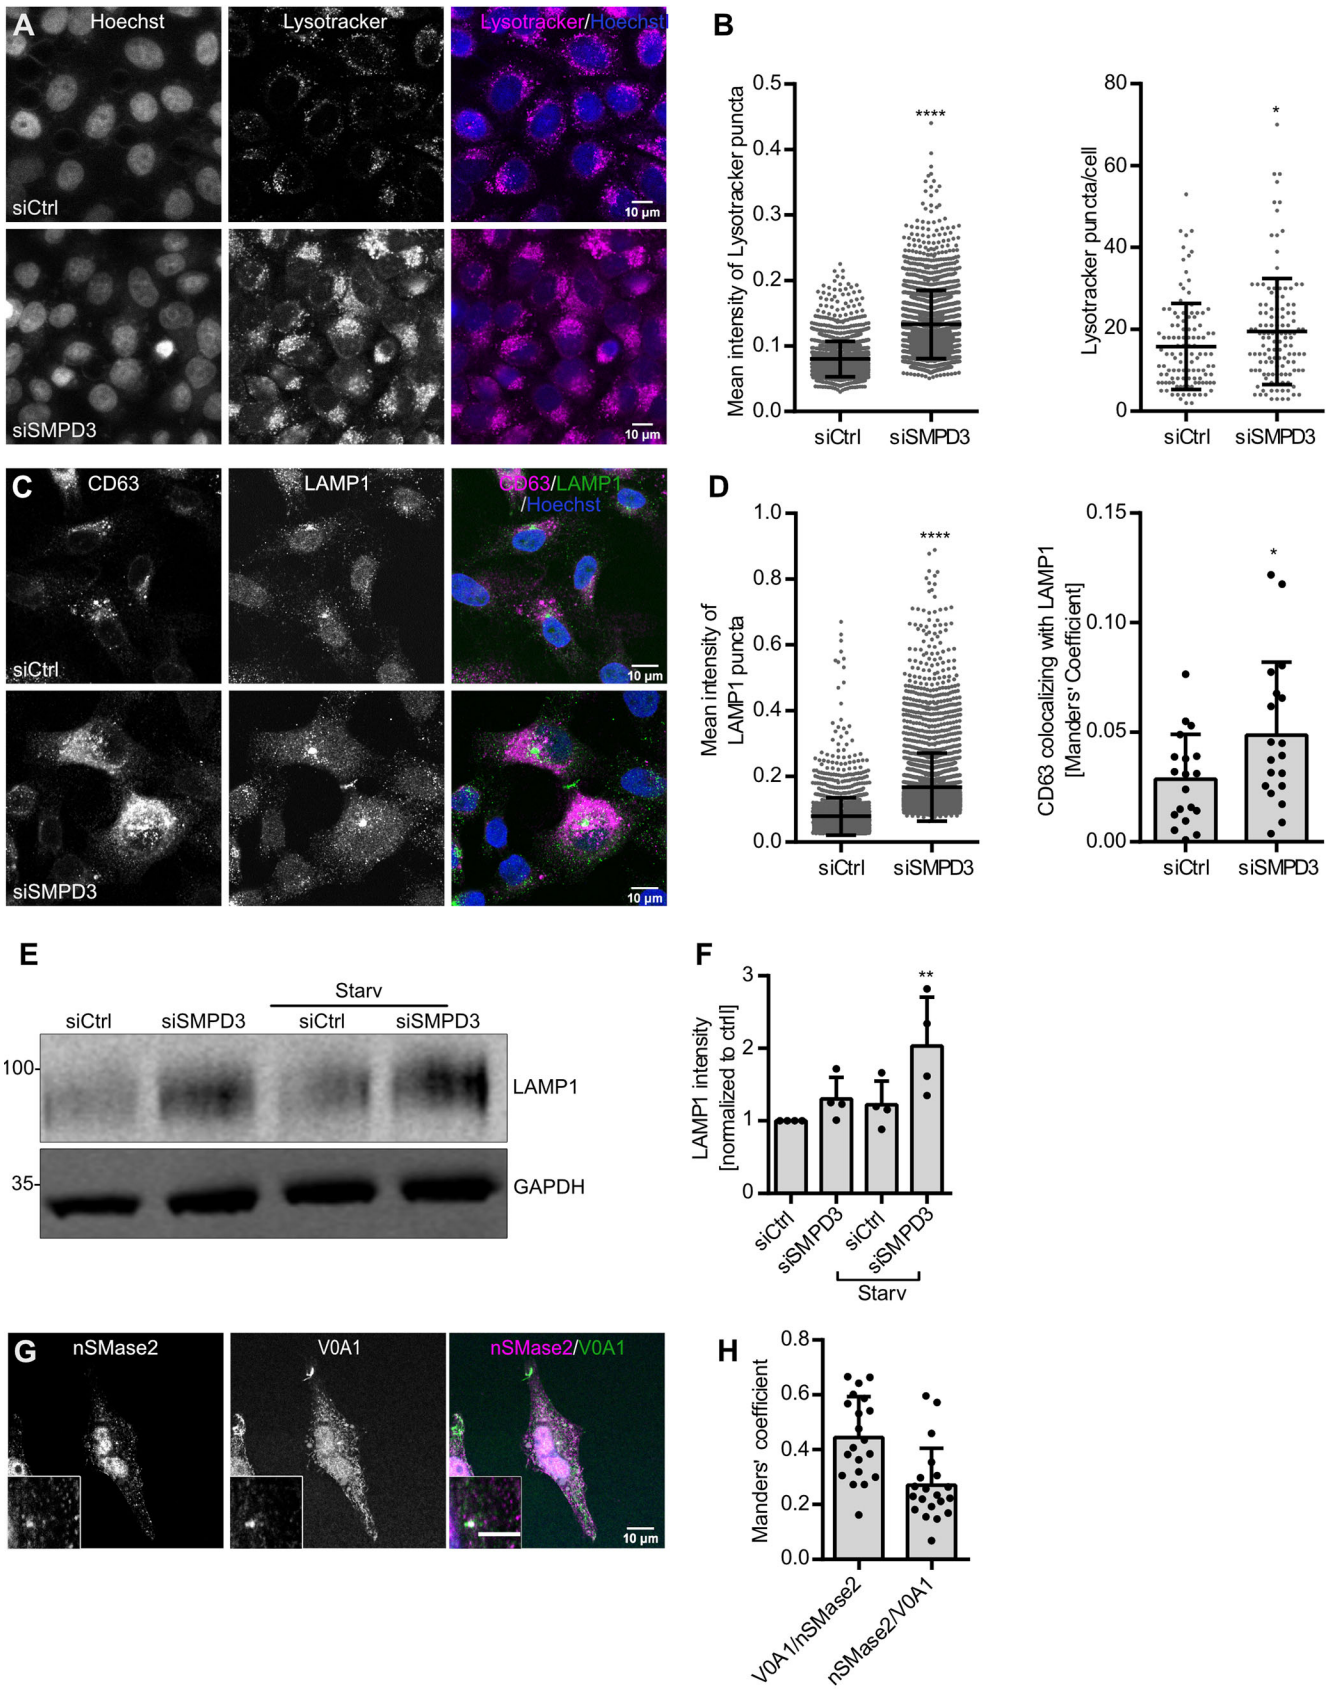 A
Hoechst
Lysotracker
Lysotracker/Hoechst
siCtrl
10 µm
siSMPD3
10 µm
B
Mean intensity of Lysotracker puncta
0.5
0.4
0.3
0.2
0.1
0.0
****
siCtrl
siSMPD3
Lysotracker puncta/cell
80
60
40
20
0
*
siCtrl
siSMPD3
C
CD63
LAMP1
CD63/LAMP1
/Hoechst
siCtrl
10 µm
siSMPD3
10 µm
D
Mean intensity of
LAMP1 puncta
1.0
0.8
0.6
0.4
0.2
0.0
****
siCtrl
siSMPD3
CD63 colocalizing with LAMP1
[Manders' Coefficient]
0.15
0.10
0.05
0.00
*
siCtrl
siSMPD3
E
Starv
siCtrl
siSMPD3
siCtrl
siSMPD3
100-
LAMP1
35-
GAPDH
F
LAMP1 intensity
[normalized to ctrl]
3
2
1
0
**
siCtrl
siSMPD3
siCtrl
siSMPD3
Starv
G
nSMase2
V0A1
nSMase2/V0A1
10 µm
H
Manders' coefficient
0.8
0.6
0.4
0.2
0.0
V0A1/nSMase2
nSMase2/V0A1